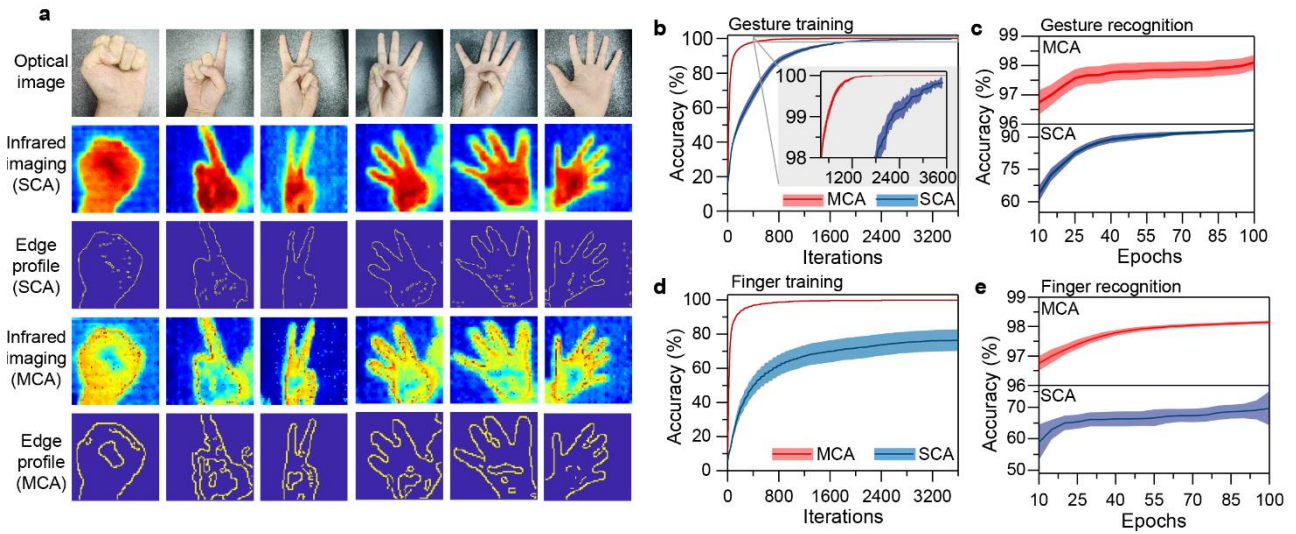 a
Optical
image
Infrared
imaging
(SCA)
Edge
profile
(SCA)
Infrared
imaging
(MCA)
Edge
profile
(MCA)
b Gesture training
100
80
60
40
20
0
Accuracy (%)
100
99
98
1200 2400 3600
MCA SCA
0 800 1600 2400 3200
Iterations
c Gesture recognition
99
98
97
96
90
75
60
Accuracy (%)
MCA
SCA
10 25 40 55 70 85 100
Epochs
d Finger training
100
80
60
40
20
0
Accuracy (%)
MCA SCA
0 800 1600 2400 3200
Iterations
e Finger recognition
99
98
97
96
70
60
50
Accuracy (%)
MCA
SCA
10 25 40 55 70 85 100
Epochs